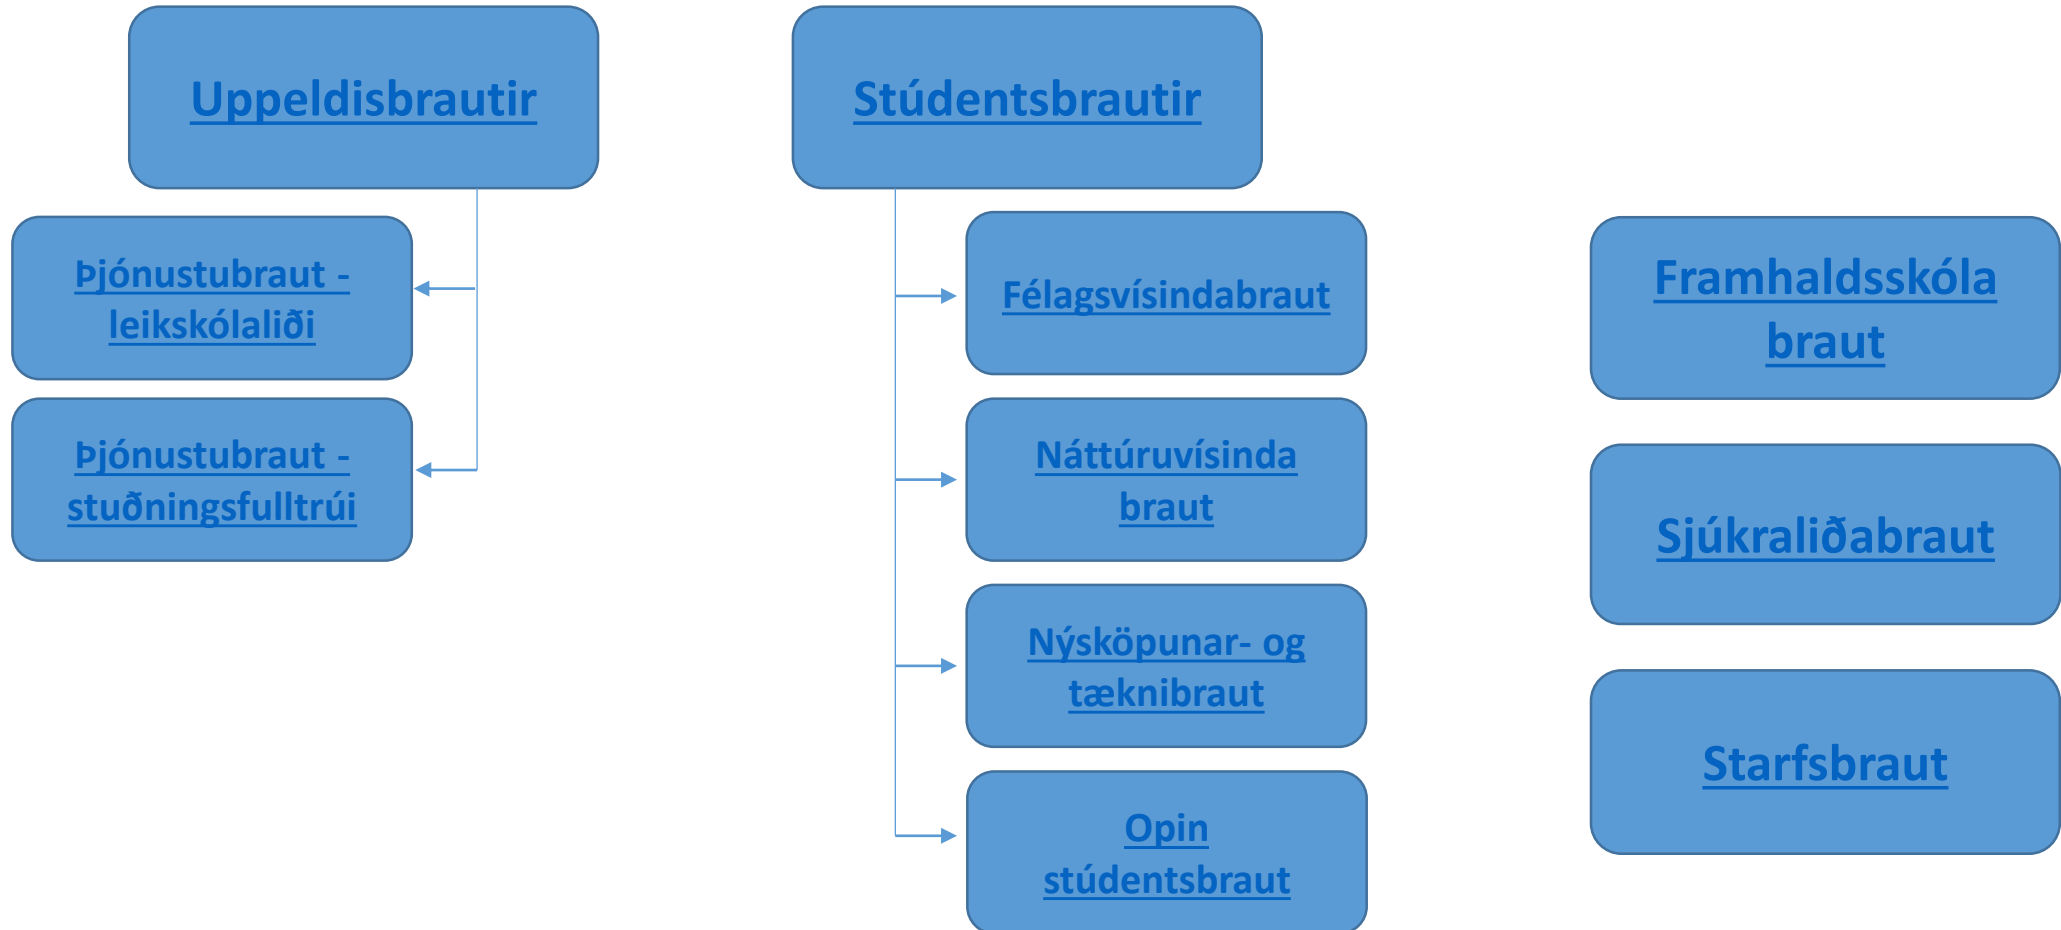 Uppeldisbrautir
Þjónustubraut -
leikskólaliði
Þjónustubraut -
stuðningsfulltrúi
Stúdentsbrautir
Félagsvísindabraut
Náttúruvísinda
braut
Nýsköpunar- og
tæknibraut
Opin
stúdentsbraut
Framhaldsskóla
braut
Sjúkraliðabraut
Starfsbraut